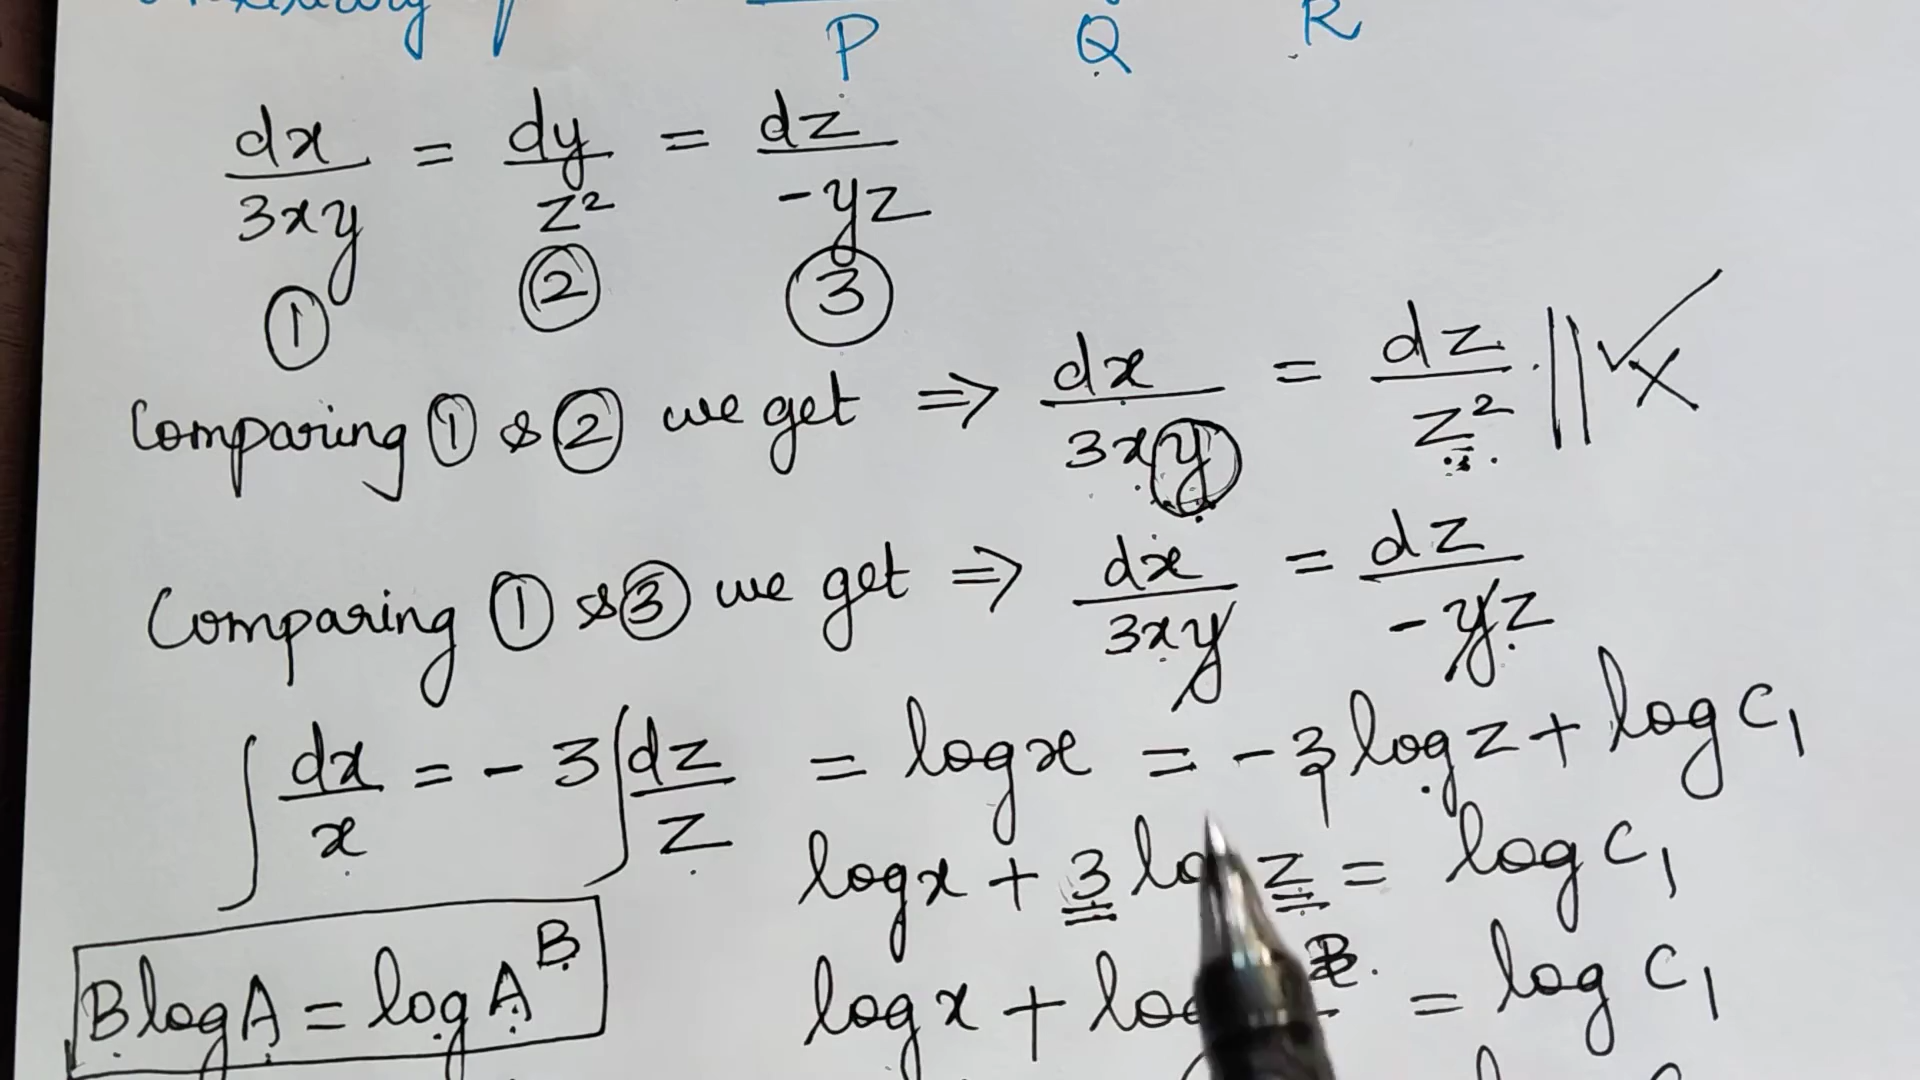 P Q R
dx/3xy = dy/z² = dz/-yz
① ② ③
Comparing ① & ② we get ⇒ dx/3xy = dz/z² || ✓ x
Comparing ① & ③ we get ⇒ dx/3xy = dz/-yz
∫ dx/x = -3 ∫ dz/z = log x = -3 log z + log c₁
log x + 3 log z = log c₁
B log A = log A^B
log x + = log c₁